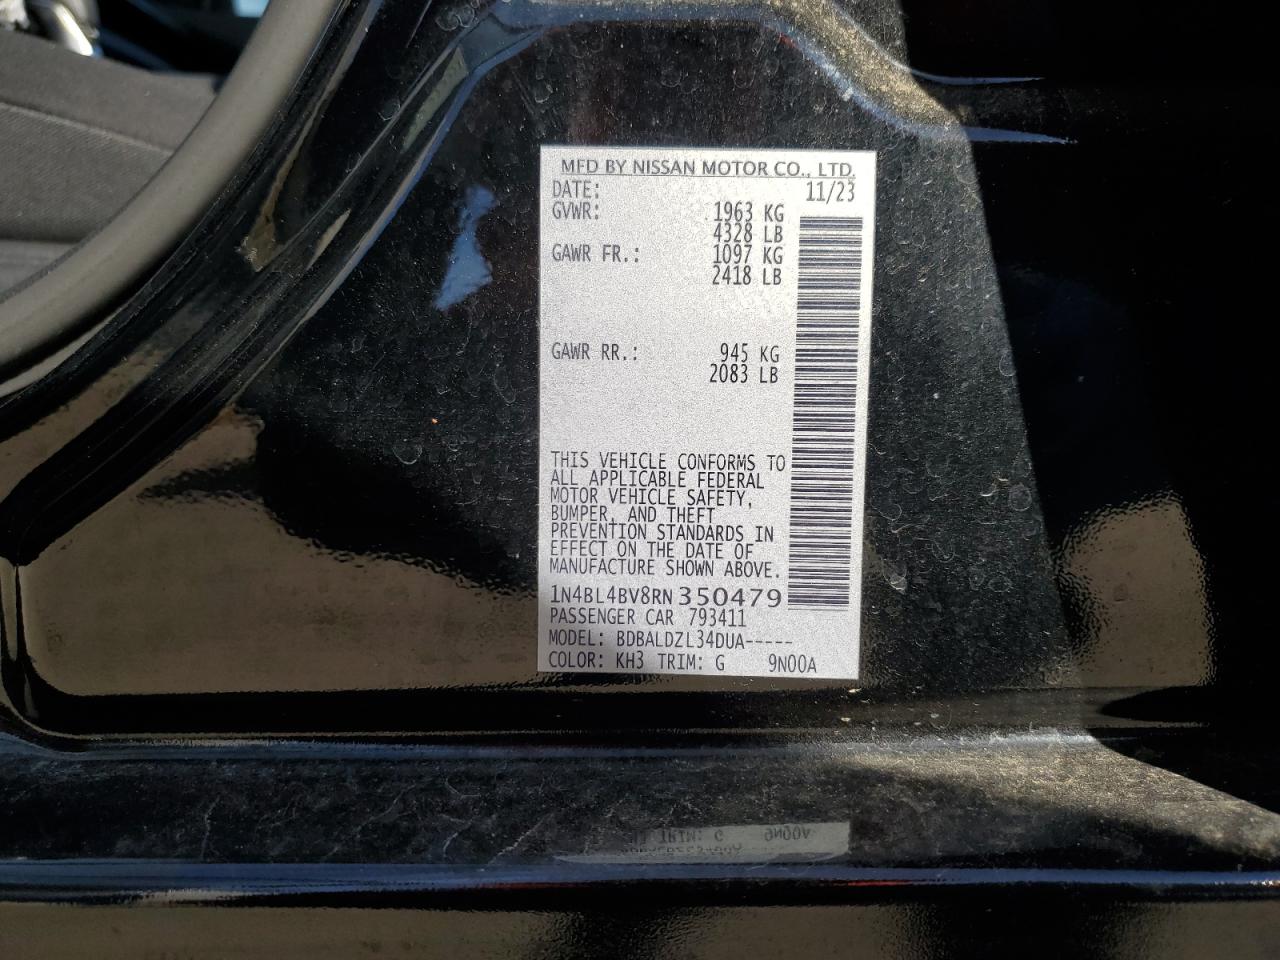 MFD BY NISSAN MOTOR CO., LTD.
DATE: 11/23
GVWR: 1963 KG
4328 LB
GAWR FR.: 1097 KG
2418 LB
GAWR RR.: 945 KG
2083 LB
THIS VEHICLE CONFORMS TO
ALL APPLICABLE FEDERAL
MOTOR VEHICLE SAFETY,
BUMPER, AND THEFT
PREVENTION STANDARDS IN
EFFECT ON THE DATE OF
MANUFACTURE SHOWN ABOVE.
1N4BL4BV8RN350479
PASSENGER CAR 793411
MODEL: BDBALDZL34DUA-----
COLOR: KH3 TRIM: G 9N00A